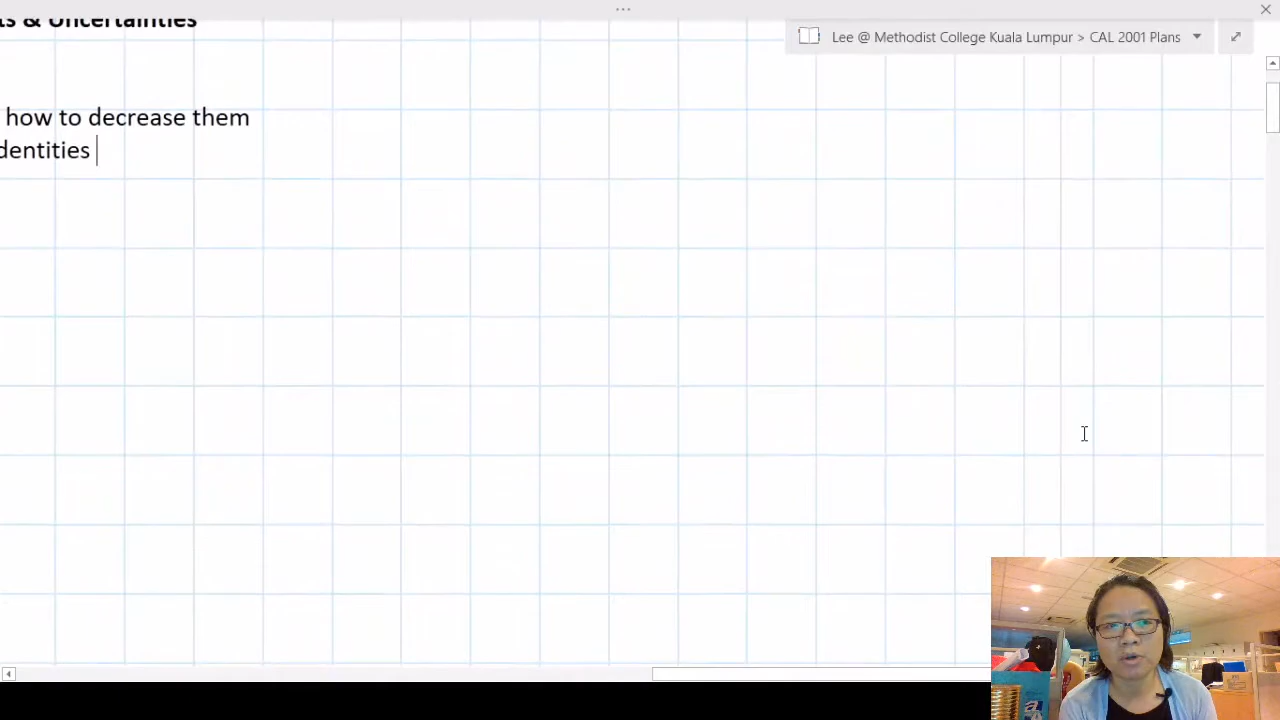 ts & Uncertainties
Lee @ Methodist College Kuala Lumpur > CAL 2001 Plans
how to decrease them
dentities